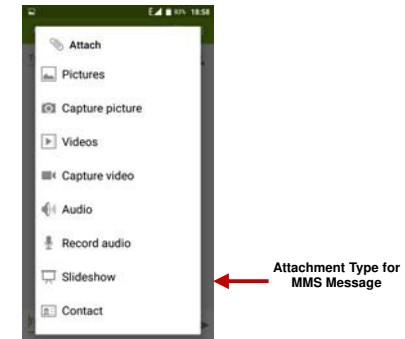 E 93% 18:58
Attach
Pictures
Capture picture
Videos
Capture video
Audio
Record audio
Slideshow
Contact
Attachment Type for
MMS Message